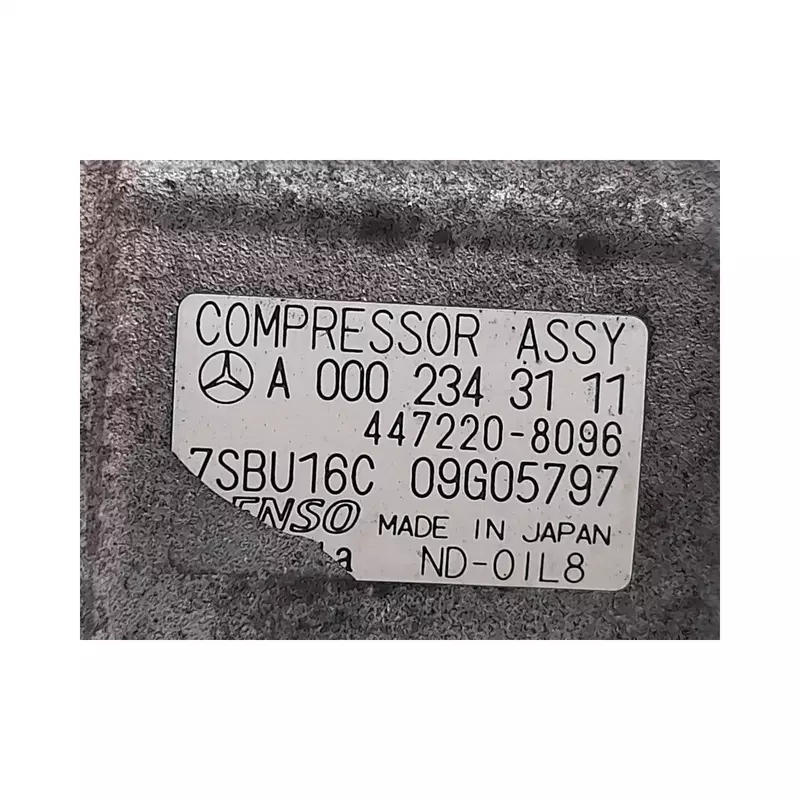 COMPRESSOR ASSY
A 000 234 31 11
447220-8096
7SBU16C 09G05797
ENSO MADE IN JAPAN
a ND-OIL8